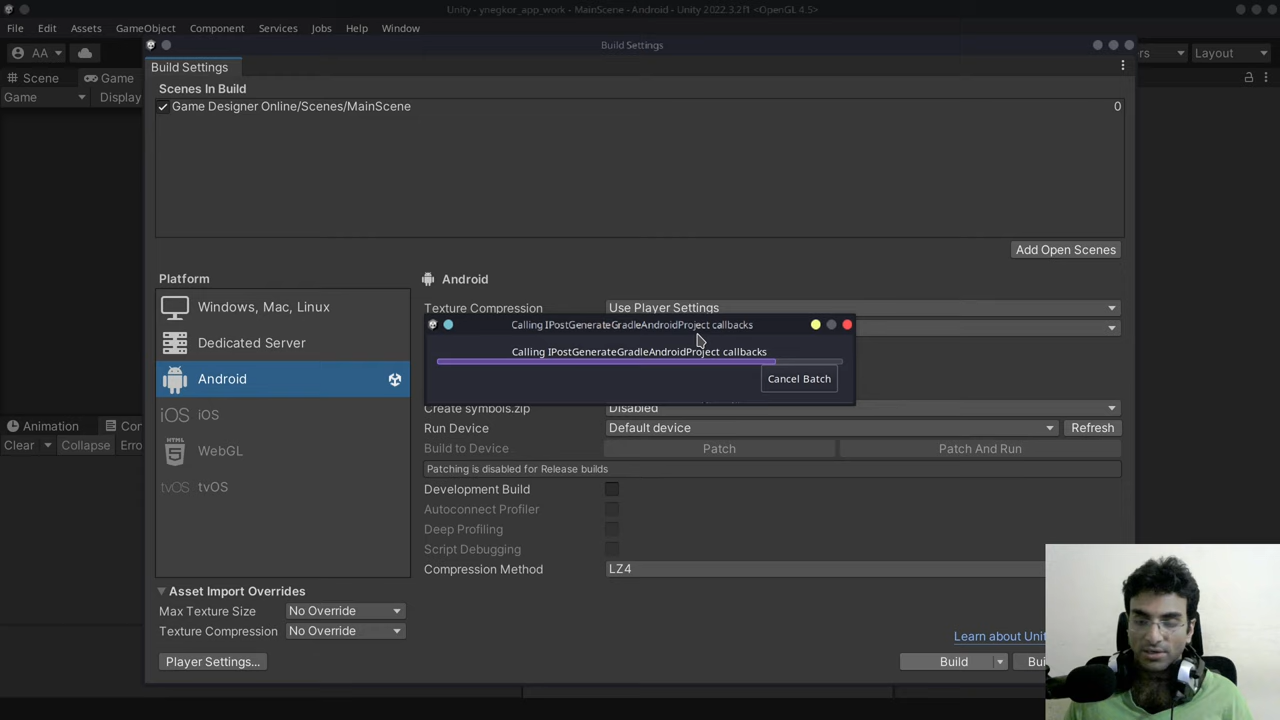 Unity - ynegkor_app_work - MainScene - Android - Unity 2022.3.2f1 <OpenGL 4.5>
File Edit Assets GameObject Component Services Jobs Help Window
Build Settings
AA
Layout
Build Settings
Scene Game
Scenes In Build
Game Display
Game Designer Online/Scenes/MainScene 0
Add Open Scenes
Platform
Android
Windows, Mac, Linux
Texture Compression Use Player Settings
Calling IPostGenerateGradleAndroidProject callbacks
Dedicated Server
Calling IPostGenerateGradleAndroidProject callbacks
Android
Cancel Batch
Create symbols.zip Disabled
iOS iOS
Animation Con
Run Device Default device Refresh
Clear Collapse Erro
HTML WebGL
Build to Device Patch Patch And Run
Patching is disabled for Release builds
tvOS tvOS
Development Build
Autoconnect Profiler
Deep Profiling
Script Debugging
Compression Method LZ4
Asset Import Overrides
Max Texture Size No Override
Texture Compression No Override
Learn about Unit
Player Settings...
Build Bui